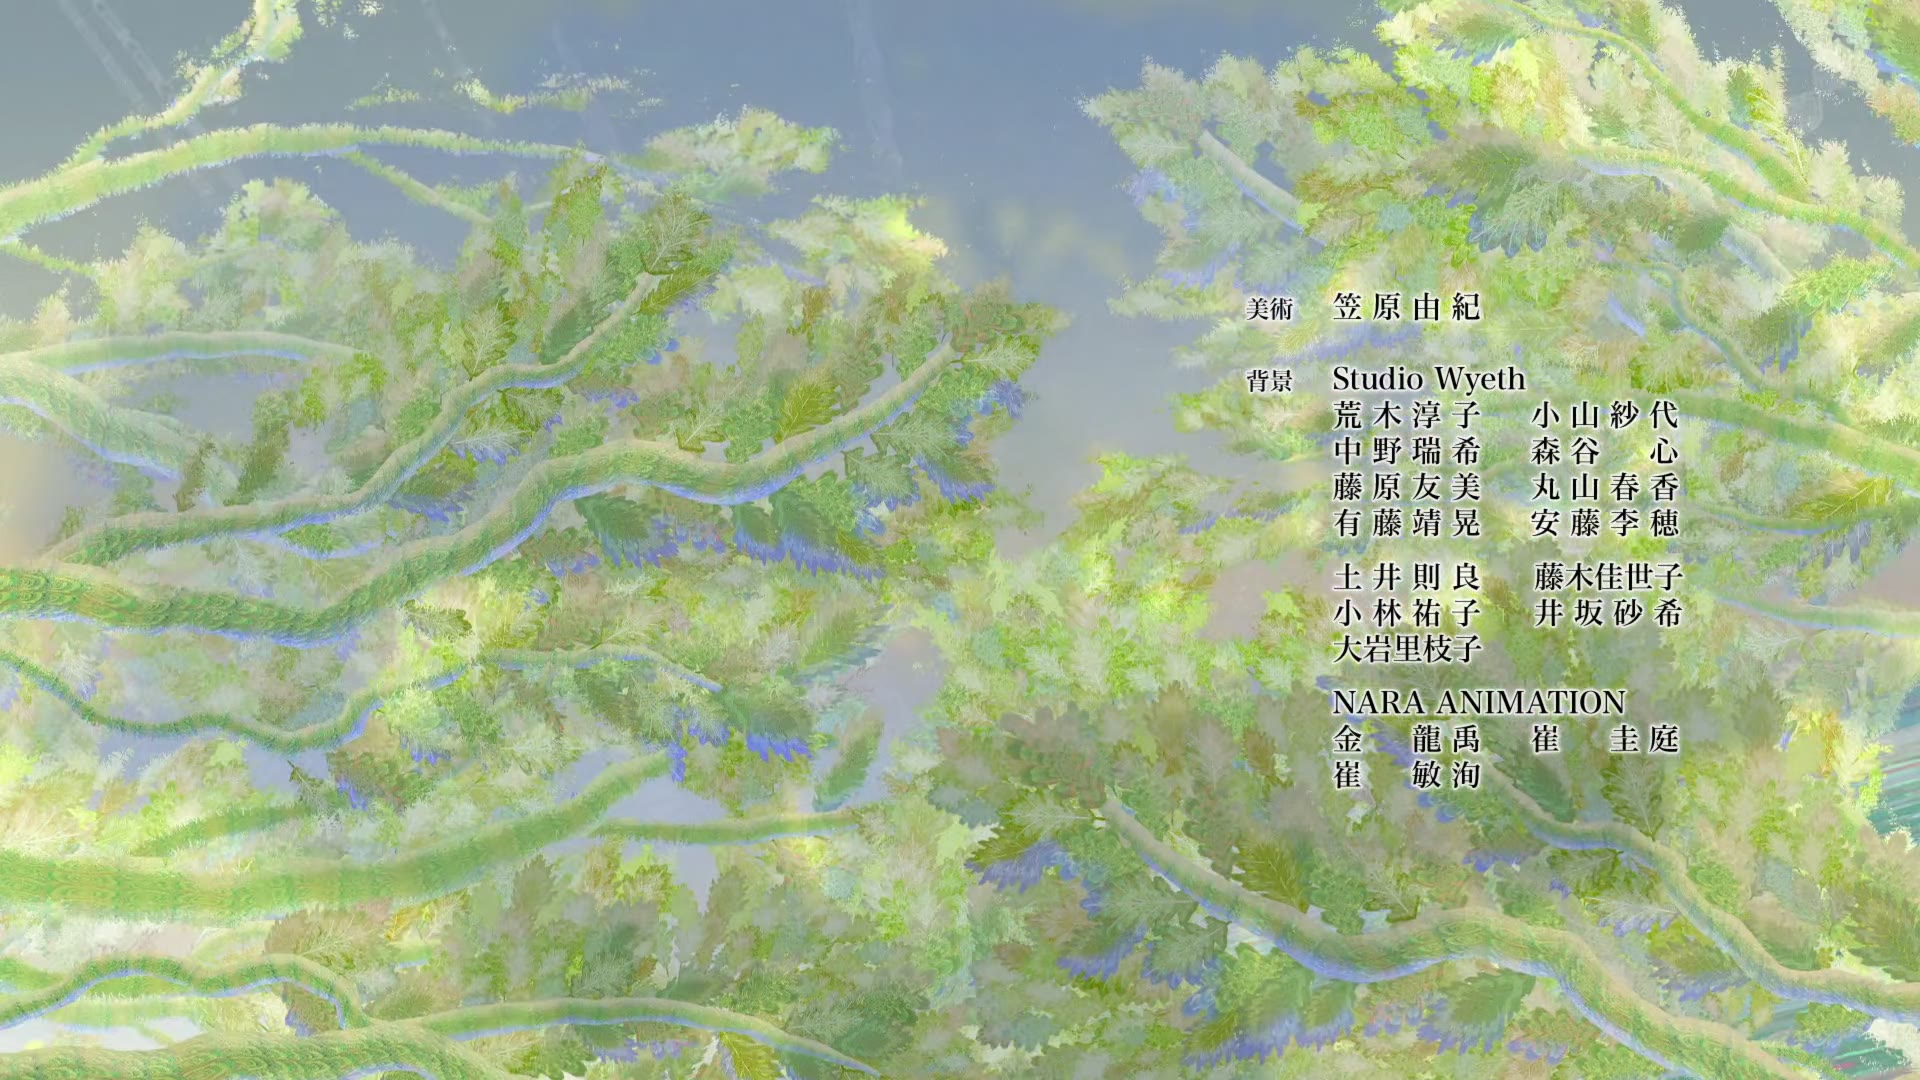 美術 笠原由紀
背景 Studio Wyeth
荒木淳子 小山紗代
中野瑞希 森谷 心
藤原友美 丸山春香
有藤靖晃 安藤李穂
土井則良 藤木佳世子
小林祐子 井坂砂希
大岩里枝子
NARA ANIMATION
金 龍禹 崔 圭庭
崔 敏洵